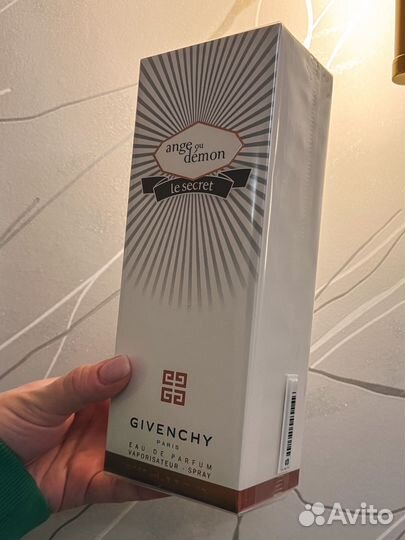 ange ou
démon
le secret
GIVENCHY
PARIS
EAU DE PARFUM
VAPORISATEUR - SPRAY
Avito